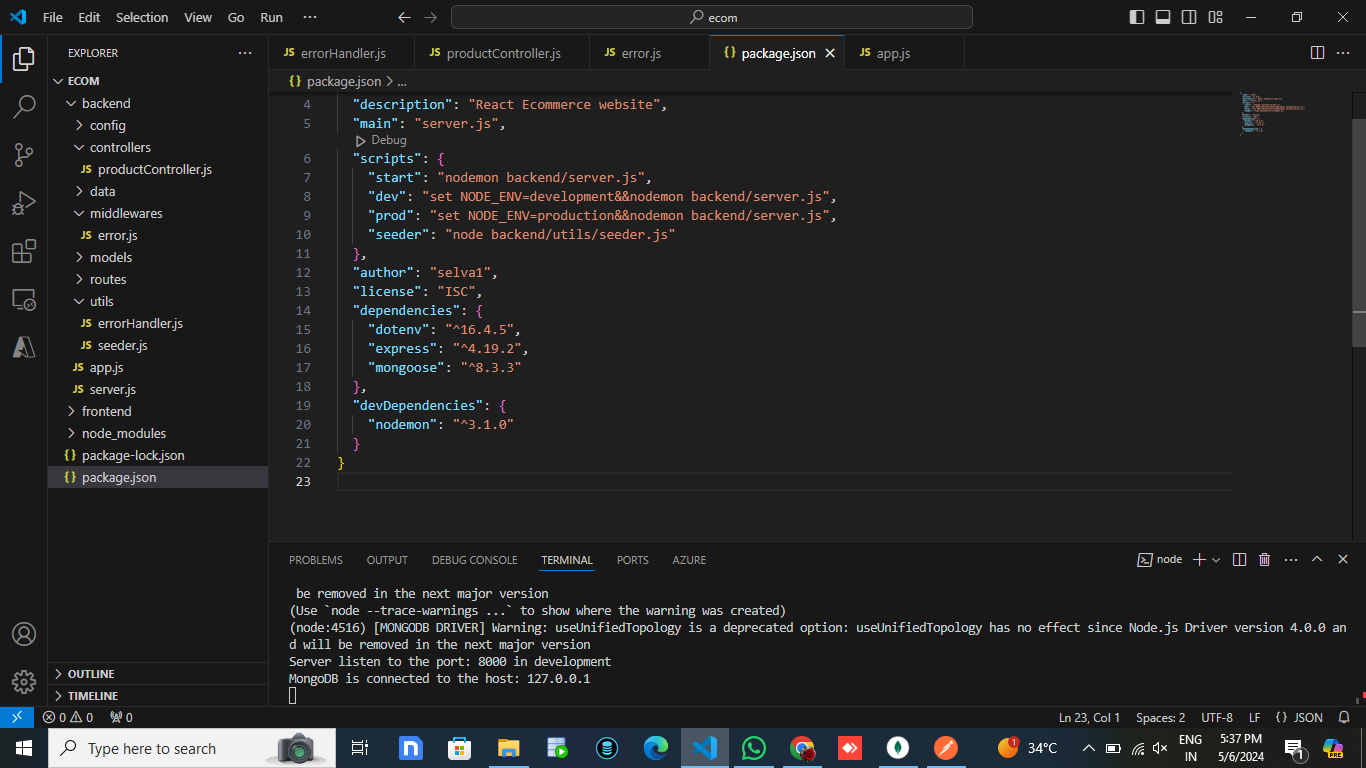 File Edit Selection View Go Run ··· ecom
EXPLORER ···
ECOM
backend
config
controllers
JS productController.js
data
middlewares
JS error.js
models
routes
utils
JS errorHandler.js
JS seeder.js
JS app.js
JS server.js
frontend
node_modules
{} package-lock.json
{} package.json
OUTLINE
TIMELINE
JS errorHandler.js JS productController.js JS error.js {} package.json JS app.js ···
{} package.json > ...
4 "description": "React Ecommerce website",
5 "main": "server.js",
Debug
6 "scripts": {
7 "start": "nodemon backend/server.js",
8 "dev": "set NODE_ENV=development&&nodemon backend/server.js",
9 "prod": "set NODE_ENV=production&&nodemon backend/server.js",
10 "seeder": "node backend/utils/seeder.js"
11 },
12 "author": "selva1",
13 "license": "ISC",
14 "dependencies": {
15 "dotenv": "^16.4.5",
16 "express": "^4.19.2",
17 "mongoose": "^8.3.3"
18 },
19 "devDependencies": {
20 "nodemon": "^3.1.0"
21 }
22 }
23
PROBLEMS OUTPUT DEBUG CONSOLE TERMINAL PORTS AZURE node ···
be removed in the next major version
(Use `node --trace-warnings ...` to show where the warning was created)
(node:4516) [MONGODB DRIVER] Warning: useUnifiedTopology is a deprecated option: useUnifiedTopology has no effect since Node.js Driver version 4.0.0 an
d will be removed in the next major version
Server listen to the port: 8000 in development
MongoDB is connected to the host: 127.0.0.1
0 0 0 Ln 23, Col 1 Spaces: 2 UTF-8 LF {} JSON
Type here to search 1 34°C ENG 5:37 PM
IN 5/6/2024 1 PRE